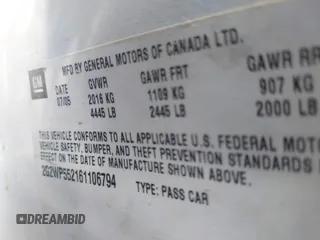 GM
MFD BY GENERAL MOTORS OF CANADA LTD.
DATE GVWR GAWR FRT GAWR RR
07/05 2016 KG 1109 KG 907 KG
4445 LB 2445 LB 2000 LB
THIS VEHICLE CONFORMS TO ALL APPLICABLE U.S. FEDERAL MOTOR
VEHICLE SAFETY, BUMPER, AND THEFT PREVENTION STANDARDS
EFFECT ON THE DATE OF MANUFACTURE SHOWN ABOVE.
2G2WP552161106794 TYPE: PASS CAR
DREAMBID